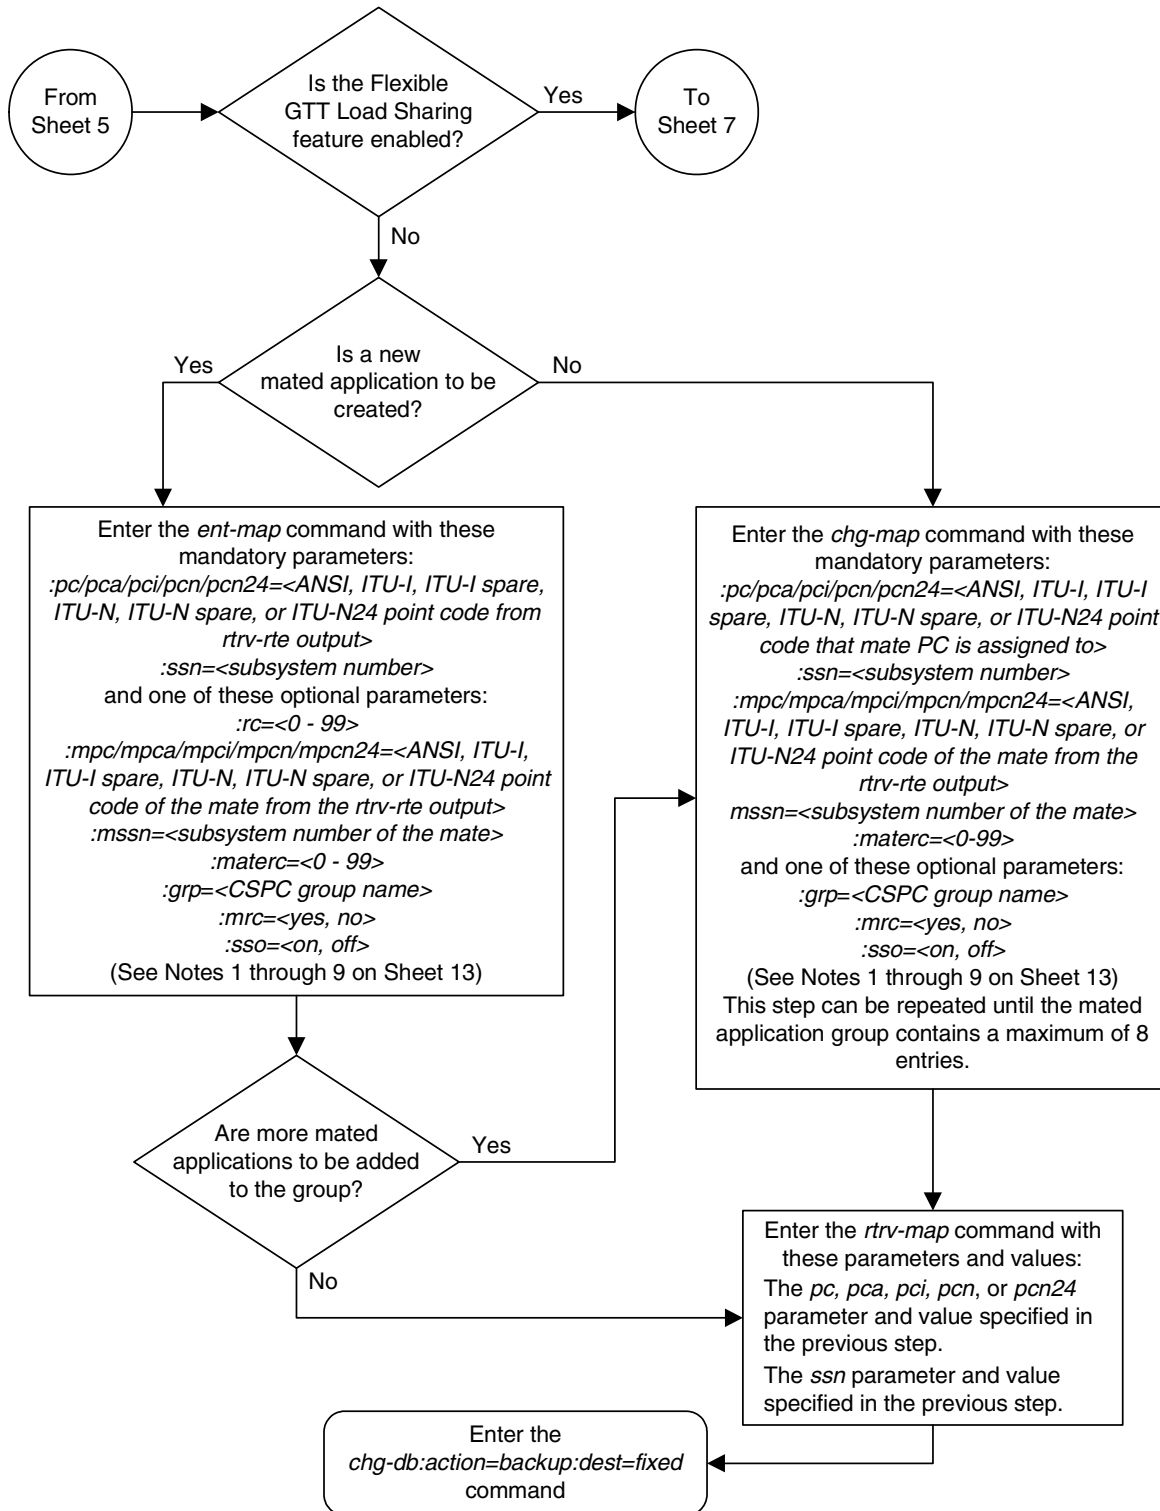 From
Sheet 5
Is the Flexible
GTT Load Sharing
feature enabled?
Yes
To
Sheet 7
No
Is a new
mated application to be
created?
Yes
No
Enter the ent-map command with these
mandatory parameters:
:pc/pca/pci/pcn/pcn24=<ANSI, ITU-I, ITU-I spare,
ITU-N, ITU-N spare, or ITU-N24 point code from
rtrv-rte output>
:ssn=<subsystem number>
and one of these optional parameters:
:rc=<0 - 99>
:mpc/mpca/mpci/mpcn/mpcn24=<ANSI, ITU-I,
ITU-I spare, ITU-N, ITU-N spare, or ITU-N24 point
code of the mate from the rtrv-rte output>
:mssn=<subsystem number of the mate>
:materc=<0 - 99>
:grp=<CSPC group name>
:mrc=<yes, no>
:sso=<on, off>
(See Notes 1 through 9 on Sheet 13)
Enter the chg-map command with these
mandatory parameters:
:pc/pca/pci/pcn/pcn24=<ANSI, ITU-I, ITU-I
spare, ITU-N, ITU-N spare, or ITU-N24 point
code that mate PC is assigned to>
:ssn=<subsystem number>
:mpc/mpca/mpci/mpcn/mpcn24=<ANSI,
ITU-I, ITU-I spare, ITU-N, ITU-N spare, or
ITU-N24 point code of the mate from the
rtrv-rte output>
mssn=<subsystem number of the mate>
:materc=<0-99>
and one of these optional parameters:
:grp=<CSPC group name>
:mrc=<yes, no>
:sso=<on, off>
(See Notes 1 through 9 on Sheet 13)
This step can be repeated until the mated
application group contains a maximum of 8
entries.
Are more mated
applications to be added
to the group?
Yes
No
Enter the rtrv-map command with
these parameters and values:
The pc, pca, pci, pcn, or pcn24
parameter and value specified in
the previous step.
The ssn parameter and value
specified in the previous step.
Enter the
chg-db:action=backup:dest=fixed
command